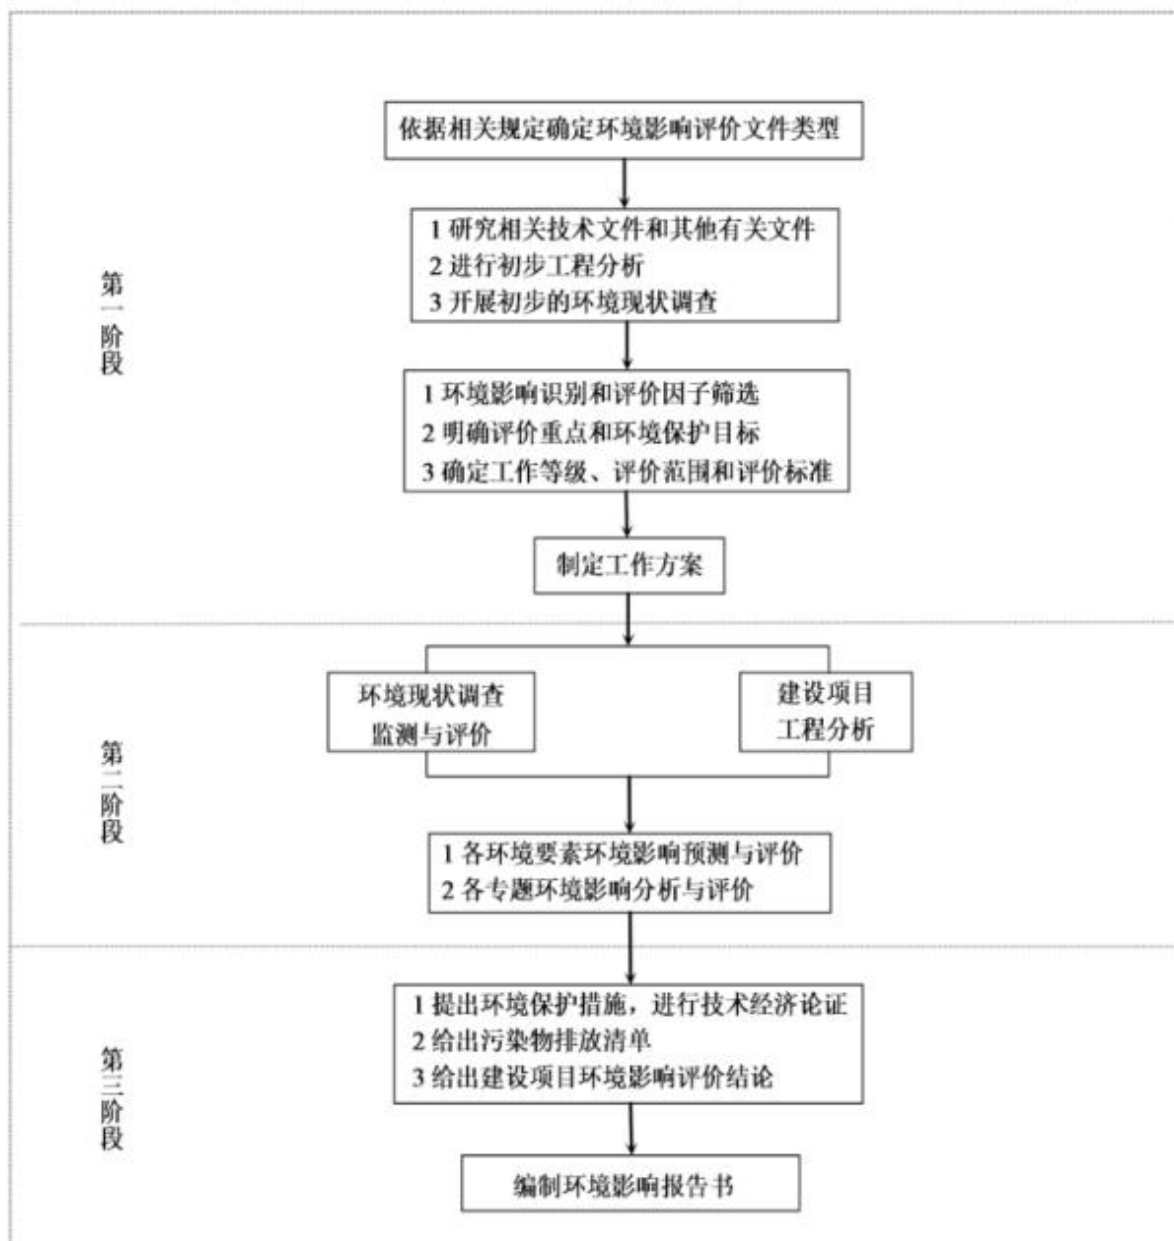 依据相关规定确定环境影响评价文件类型
1 研究相关技术文件和其他有关文件
2 进行初步工程分析
3 开展初步的环境现状调查
第一阶段
1 环境影响识别和评价因子筛选
2 明确评价重点和环境保护目标
3 确定工作等级、评价范围和评价标准
制定工作方案
环境现状调查
监测与评价
建设项目
工程分析
第二阶段
1 各环境要素环境影响预测与评价
2 各专题环境影响分析与评价
1 提出环境保护措施，进行技术经济论证
2 给出污染物排放清单
3 给出建设项目环境影响评价结论
第三阶段
编制环境影响报告书